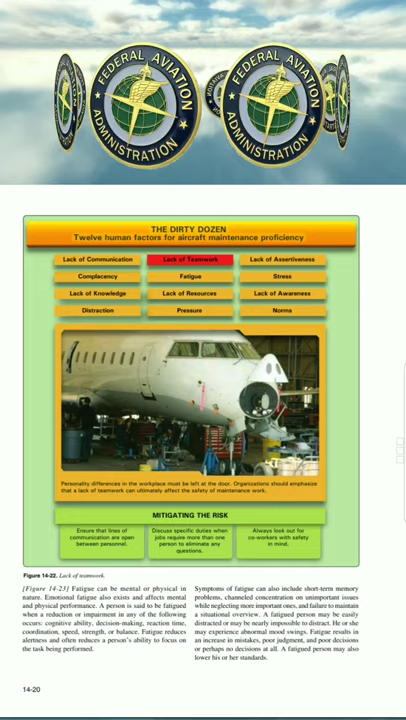 FEDERAL AVIATION
ADMINISTRATION
FEDERAL AVIATION
ADMINISTRATION
THE DIRTY DOZEN
Twelve human factors for aircraft maintenance proficiency
Lack of Communication
Lack of Teamwork
Lack of Assertiveness
Complacency
Fatigue
Stress
Lack of Knowledge
Lack of Resources
Lack of Awareness
Distraction
Pressure
Norms
Personality differences in the workplace must be left at the door. Organizations should emphasize
that a lack of teamwork can ultimately affect the safety of maintenance work.
MITIGATING THE RISK
Ensure that lines of
communication are open
between personnel.
Discuss specific duties when
jobs require more than one
person to eliminate any
questions.
Always look out for
co-workers with safety
in mind.
Figure 14-22. Lack of teamwork.
[Figure 14-23] Fatigue can be mental or physical in
nature. Emotional fatigue also exists and affects mental
and physical performance. A person is said to be fatigued
when a reduction or impairment in any of the following
occurs: cognitive ability, decision-making, reaction time,
coordination, speed, strength, or balance. Fatigue reduces
alertness and often reduces a person's ability to focus on
the task being performed.
Symptoms of fatigue can also include short-term memory
problems, channeled concentration on unimportant issues
while neglecting more important ones, and failure to maintain
a situational overview. A fatigued person may be easily
distracted or may be nearly impossible to distract. He or she
may experience abnormal mood swings. Fatigue results in
an increase in mistakes, poor judgment, and poor decisions
or perhaps no decisions at all. A fatigued person may also
lower his or her standards.
14-20